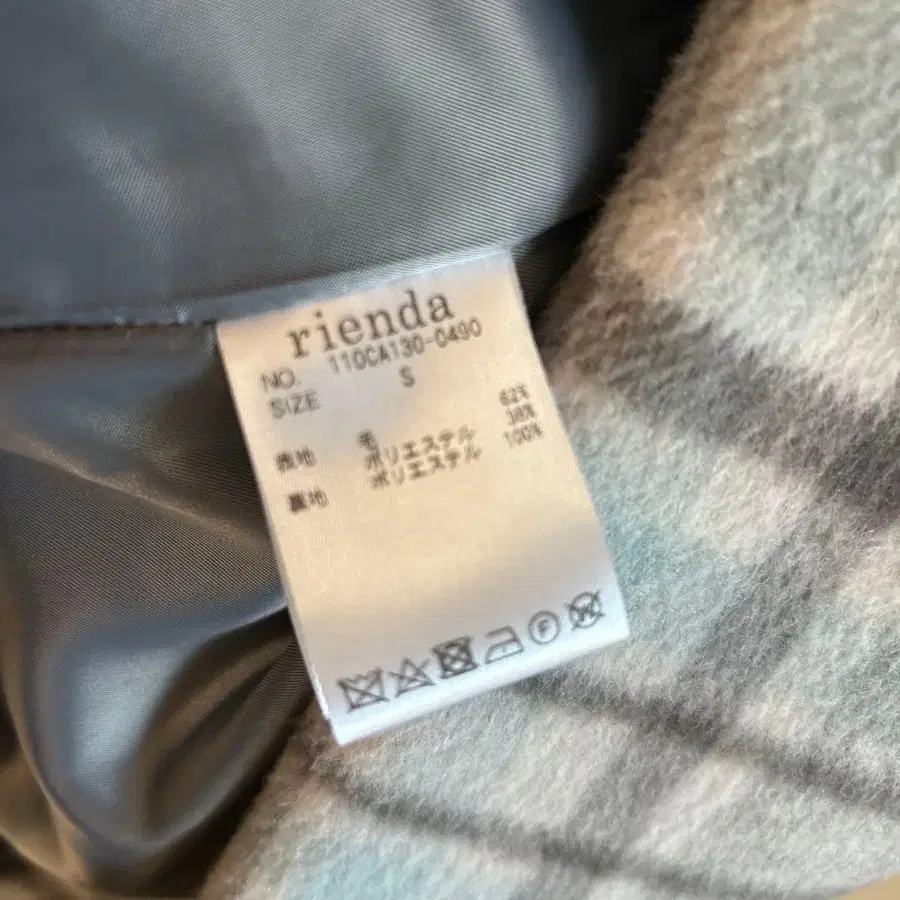 rienda
NO. 110CA130-0490
SIZE S
表地 毛 62%
ポリエステル 38%
裏地 ポリエステル 100%
F